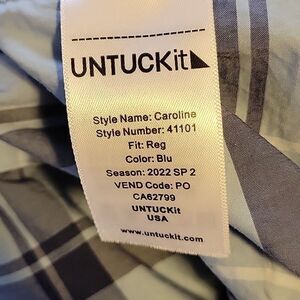 UNTUCKit
Style Name: Caroline
Style Number: 41101
Fit: Reg
Color: Blu
Season: 2022 SP 2
VEND Code: PO
CA62799
UNTUCKit
USA
www.untuckit.com